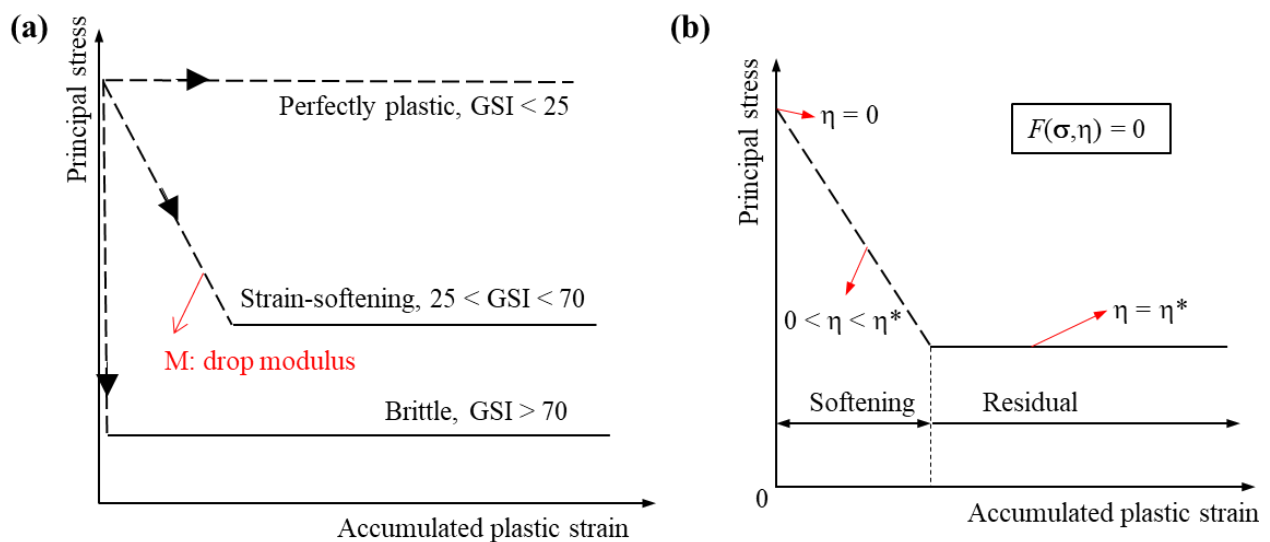 (a)
Principal stress
Perfectly plastic, GSI < 25
Strain-softening, 25 < GSI < 70
M: drop modulus
Brittle, GSI > 70
Accumulated plastic strain
(b)
Principal stress
η = 0
F(σ,η) = 0
0 < η < η*
η = η*
Softening
Residual
0
Accumulated plastic strain